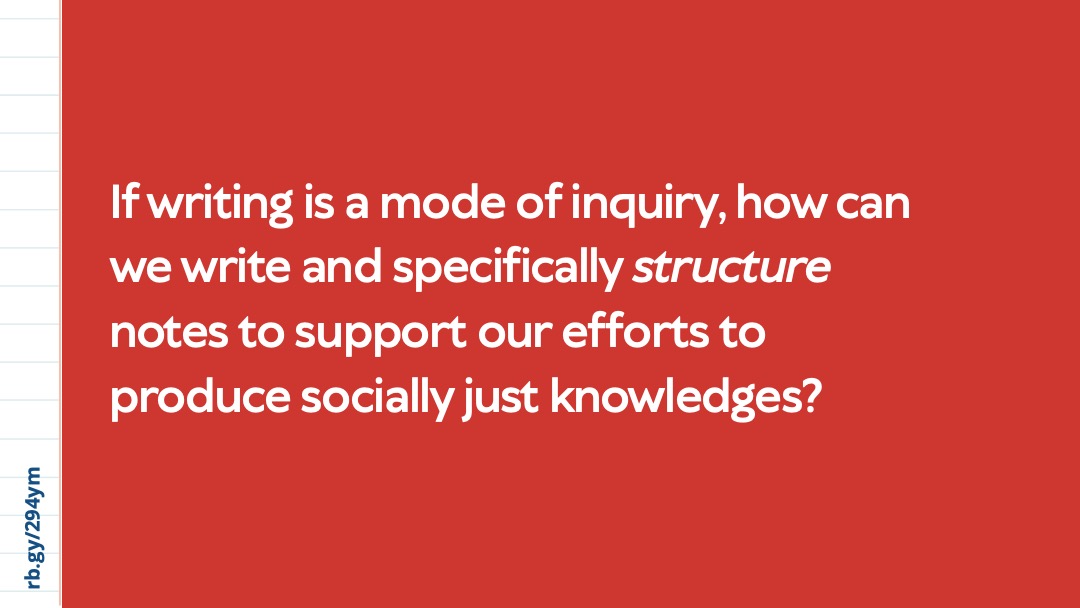 If writing is a mode of inquiry, how can
we write and specifically structure
notes to support our efforts to
produce socially just knowledges?
rb.gy/294ym